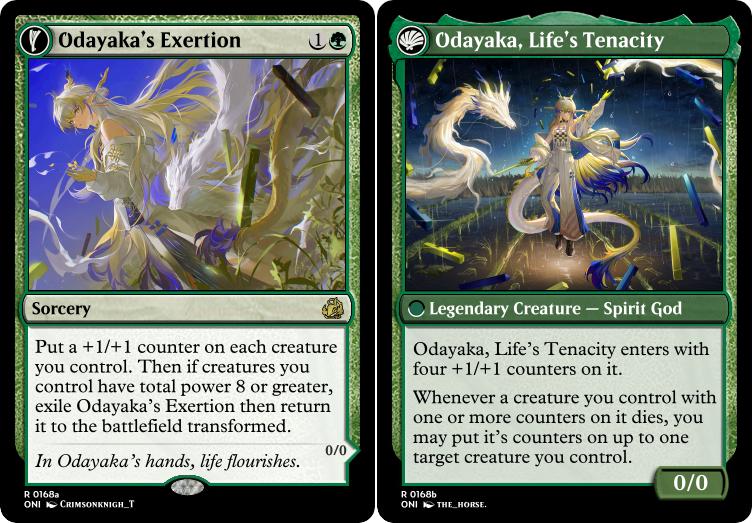 Odayaka's Exertion
1
Sorcery
Put a +1/+1 counter on each creature
you control. Then if creatures you
control have total power 8 or greater,
exile Odayaka's Exertion then return
it to the battlefield transformed.
In Odayaka's hands, life flourishes.
0/0
R 0168a
ONI Crimsonknigh_T
Odayaka, Life's Tenacity
Legendary Creature — Spirit God
Odayaka, Life's Tenacity enters with
four +1/+1 counters on it.
Whenever a creature you control with
one or more counters on it dies, you
may put it's counters on up to one
target creature you control.
0/0
R 0168b
ONI the_horse.